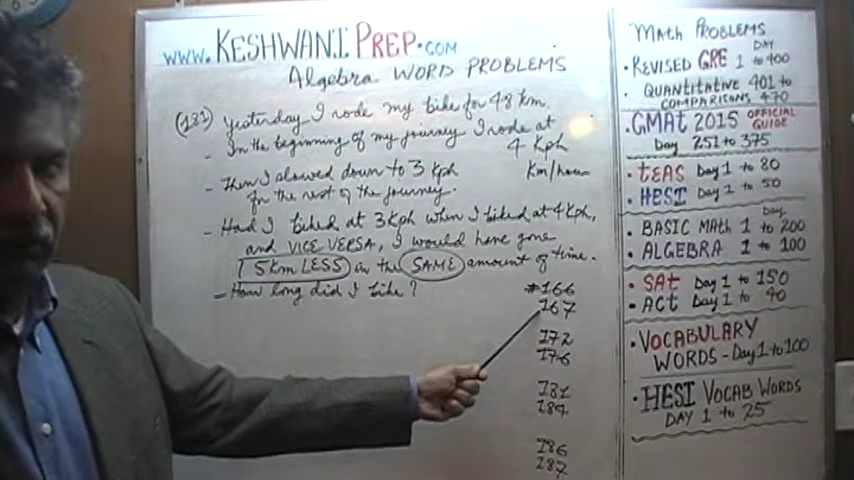 www.KESHWANI PREP.COM
Algebra WORD PROBLEMS
(181) Yesterday I rode my bike for 48 km.
- In the beginning of my journey I rode at
4 Kph
- Then I slowed down to 3 Kph
Km/hour
for the rest of the journey.
- Had I biked at 3Kph when I biked at 4Kph,
and VICE VERSA, I would have gone
5Km LESS in the SAME amount of time.
- How long did I bike?
#166
167
172
176
181
184
186
187
Math PROBLEMS
• REVISED GRE DAY 1 to 400
• QUANTITATIVE 401 to
COMPARISONS 470
• GMAt 2015 OFFICIAL GUIDE
Day 251 to 375
• tEAS Day 1 to 80
• HESI Day 1 to 50
• BASIC MAtH Day 1 to 200
• ALGEBRA 1 to 100
• SAt Day 1 to 150
• ACt Day 1 to 90
• VOCABULARY
WORDS - Day 1 to 100
• HESI VOCAB WORDS
DAY 1 to 25